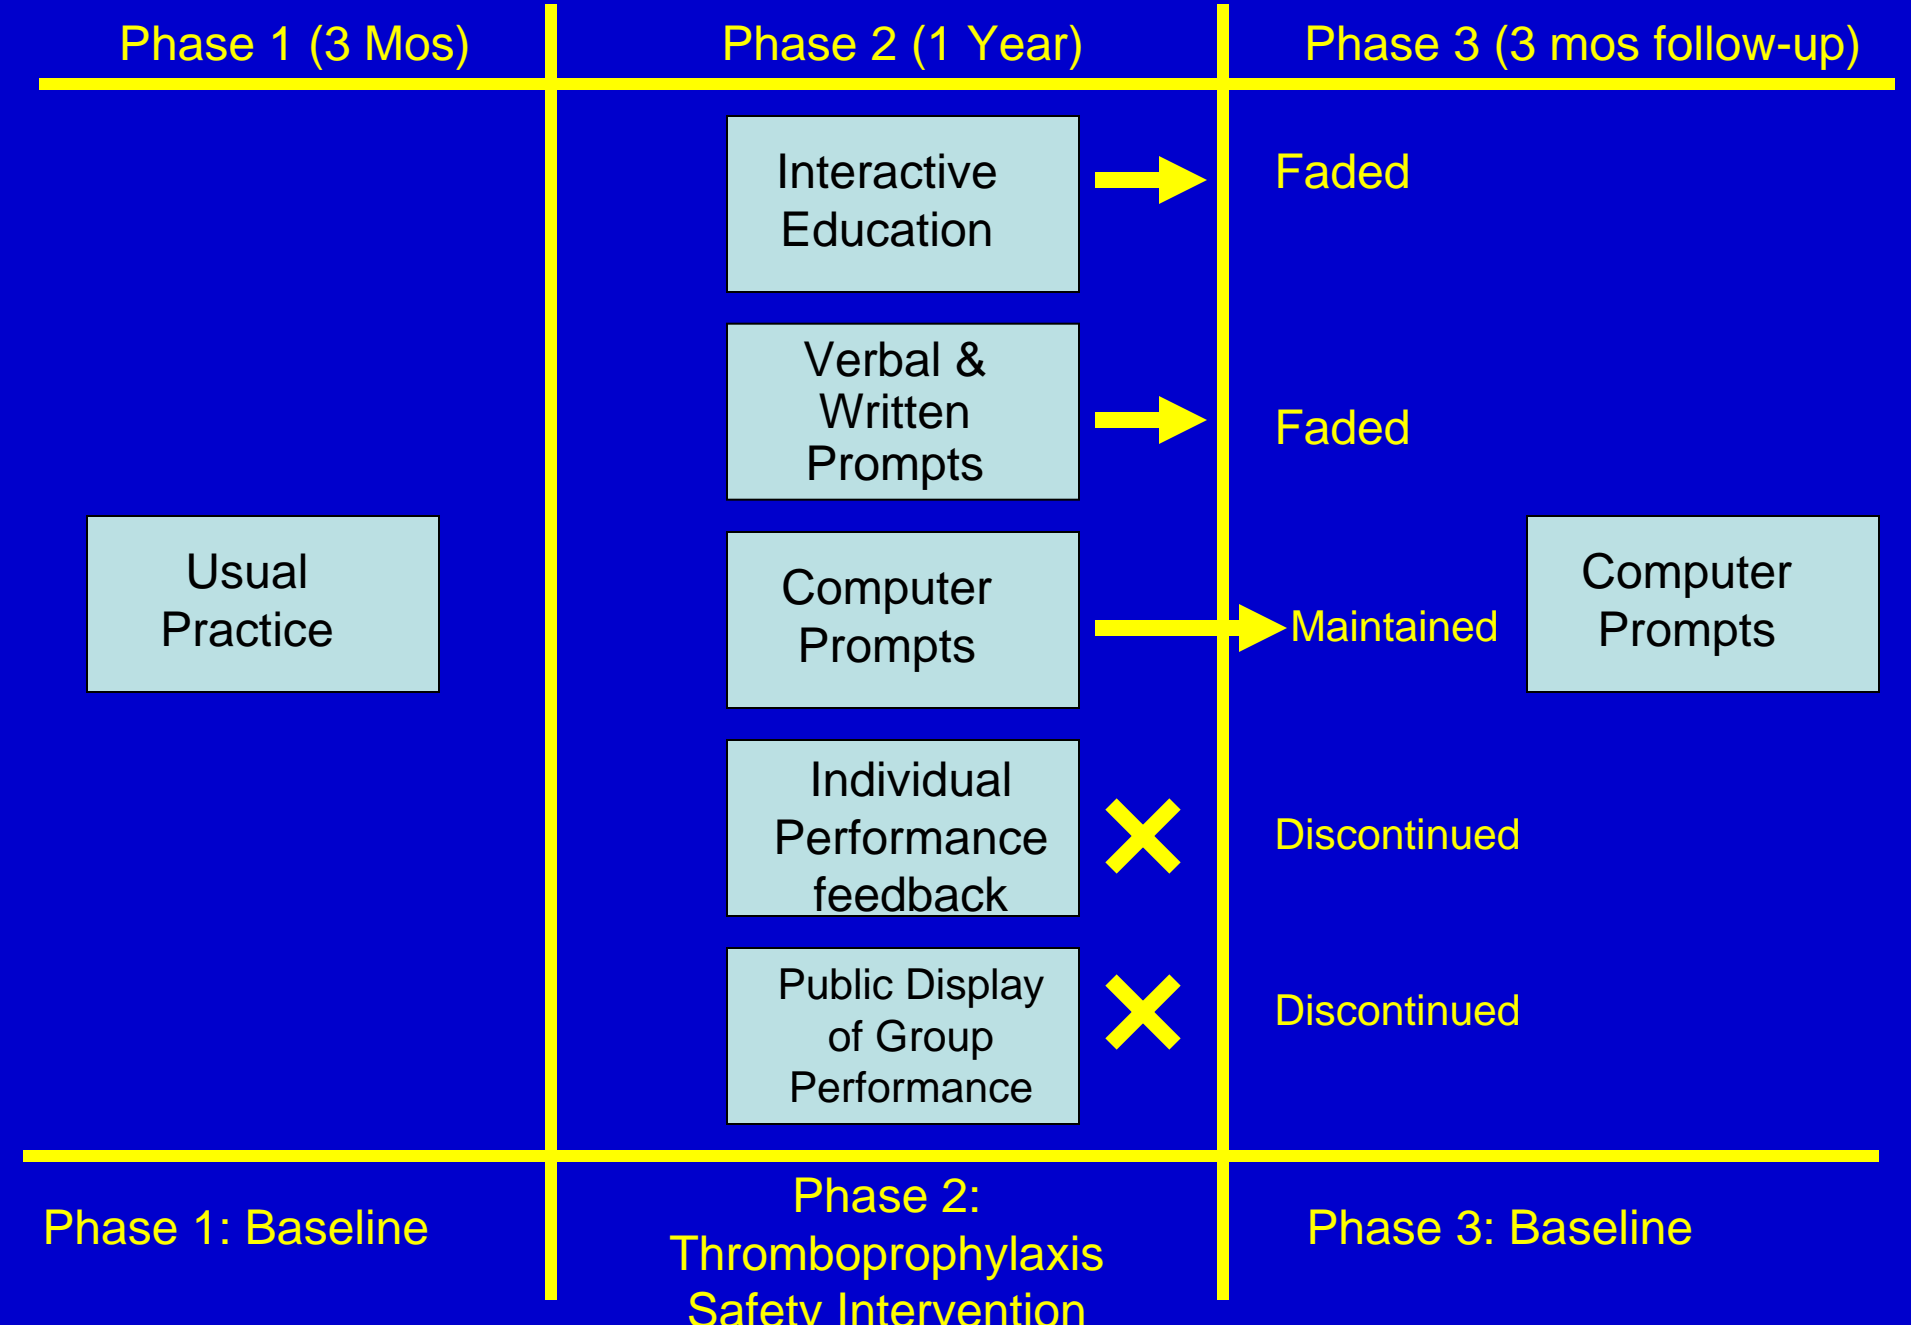 Phase 1 (3 Mos)
Phase 2 (1 Year)
Phase 3 (3 mos follow-up)
Usual
Practice
Interactive
Education
Faded
Verbal &
Written
Prompts
Faded
Computer
Prompts
Maintained
Computer
Prompts
Individual
Performance
feedback
Discontinued
Public Display
of Group
Performance
Discontinued
Phase 1: Baseline
Phase 2:
Thromboprophylaxis
Safety Intervention
Phase 3: Baseline